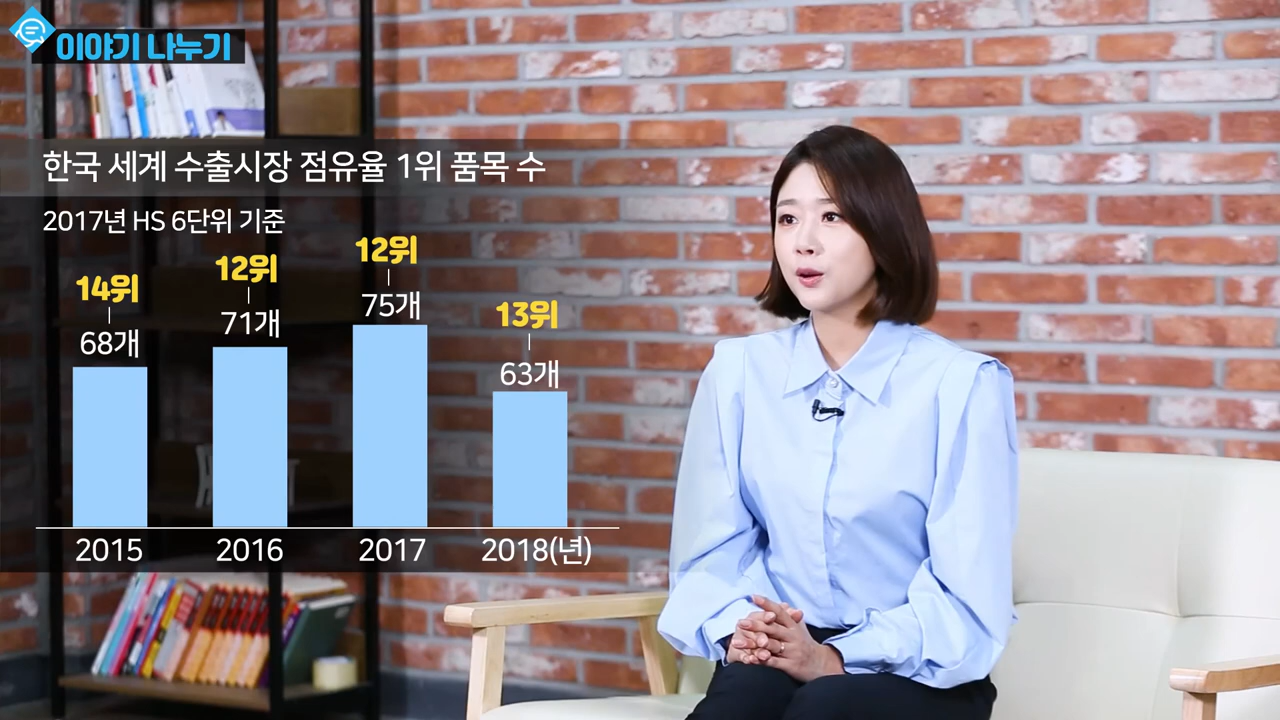 이야기 나누기
한국 세계 수출시장 점유율 1위 품목 수
2017년 HS 6단위 기준
14위 12위 12위 13위
68개 71개 75개 63개
2015 2016 2017 2018(년)